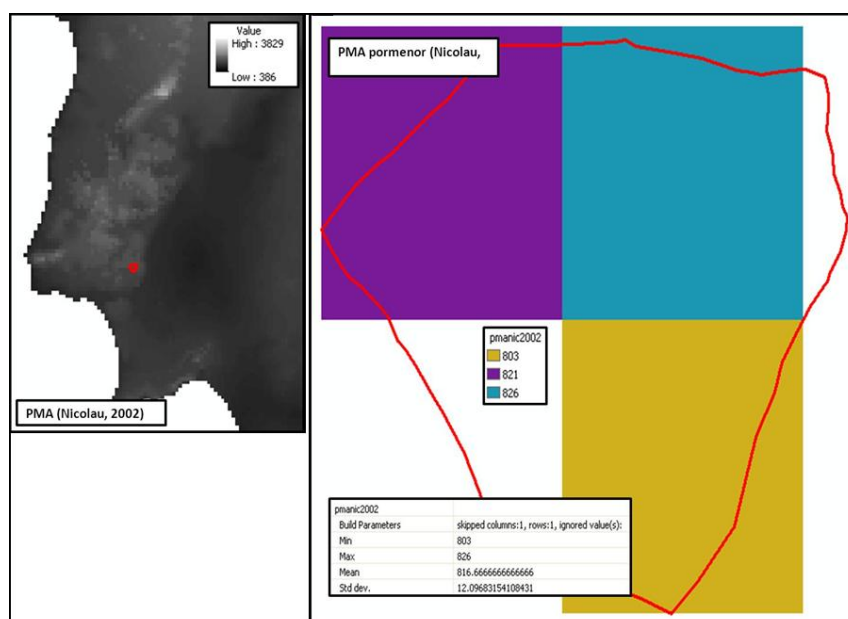 Value
High : 3829
Low : 386
PMA (Nicolau, 2002)
PMA pormenor (Nicolau,
pmanic2002
803
821
826
pmanic2002
Build Parameters skipped columns:1, rows:1, ignored value(s):
Min 803
Max 826
Mean 816.6666666666666
Std dev. 12.09683154108431